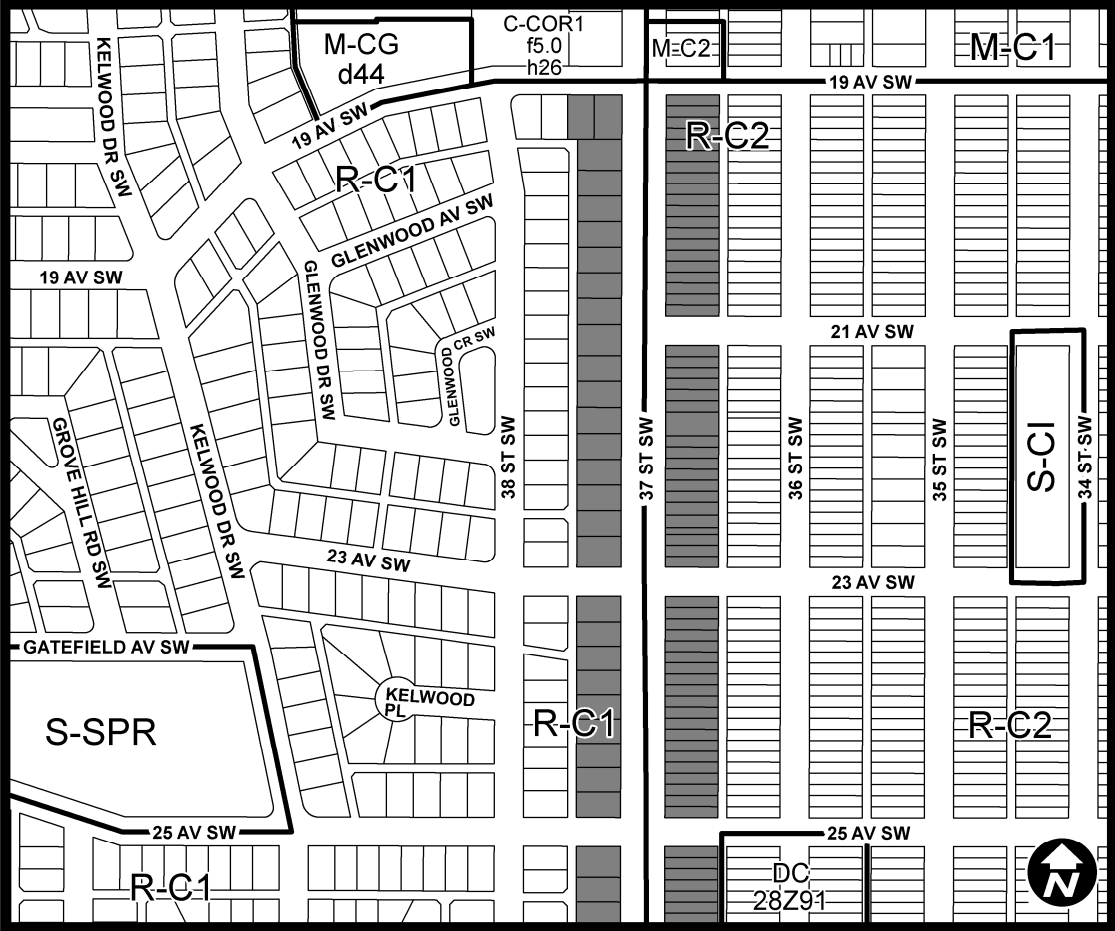 C-COR1
f5.0
h26
M-CG
d44
M-C2
M-C1
19 AV SW
KELWOOD DR SW
19 AV SW
R-C2
R-C1
GLENWOOD AV SW
19 AV SW
GLENWOOD DR SW
21 AV SW
GLENWOOD
CR SW
38 ST SW
37 ST SW
36 ST SW
35 ST SW
S-CI
34 ST SW
GROVE HILL RD SW
KELWOOD DR SW
23 AV SW
23 AV SW
GATEFIELD AV SW
KELWOOD
PL
S-SPR
R-C1
R-C2
25 AV SW
25 AV SW
R-C1
DC
28Z91
N